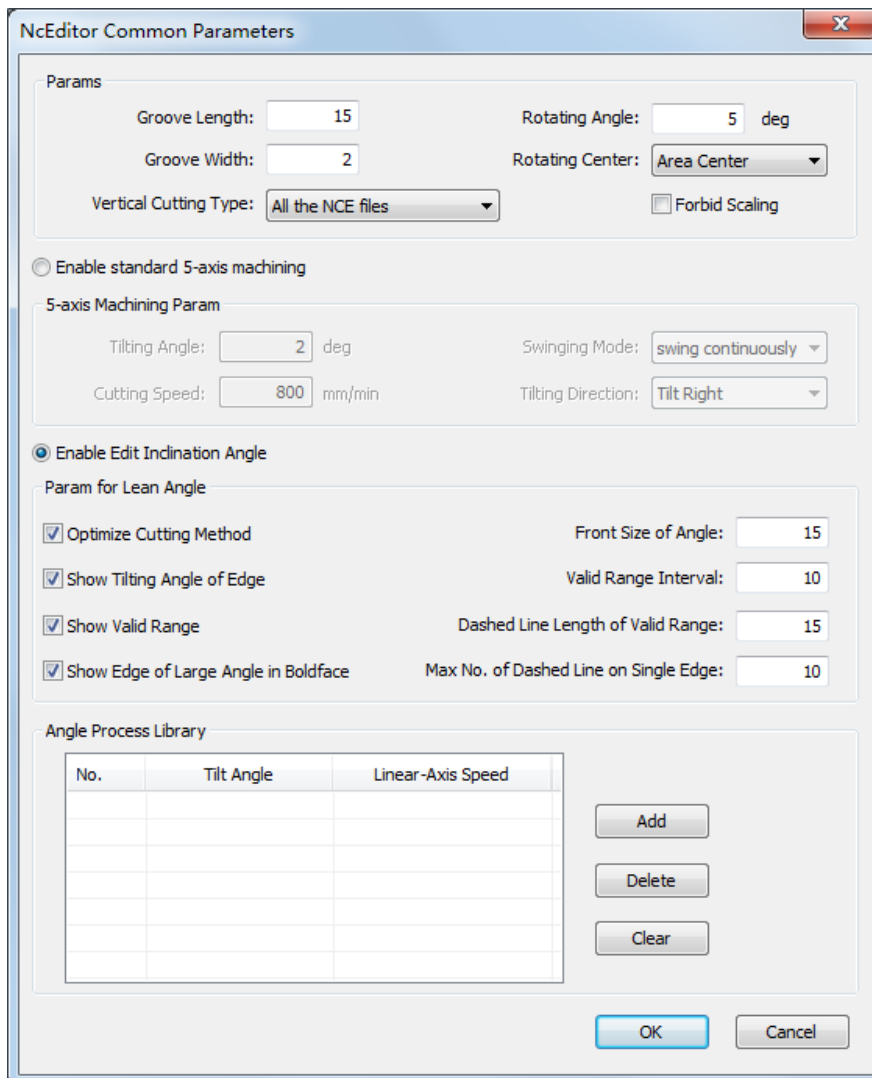 NcEditor Common Parameters
Params
Groove Length: 15 Rotating Angle: 5 deg
Groove Width: 2 Rotating Center: Area Center
Vertical Cutting Type: All the NCE files Forbid Scaling
Enable standard 5-axis machining
5-axis Machining Param
Tilting Angle: 2 deg Swinging Mode: swing continuously
Cutting Speed: 800 mm/min Tilting Direction: Tilt Right
Enable Edit Inclination Angle
Param for Lean Angle
Optimize Cutting Method Front Size of Angle: 15
Show Tilting Angle of Edge Valid Range Interval: 10
Show Valid Range Dashed Line Length of Valid Range: 15
Show Edge of Large Angle in Boldface Max No. of Dashed Line on Single Edge: 10
Angle Process Library
No. Tilt Angle Linear-Axis Speed
Add
Delete
Clear
OK Cancel